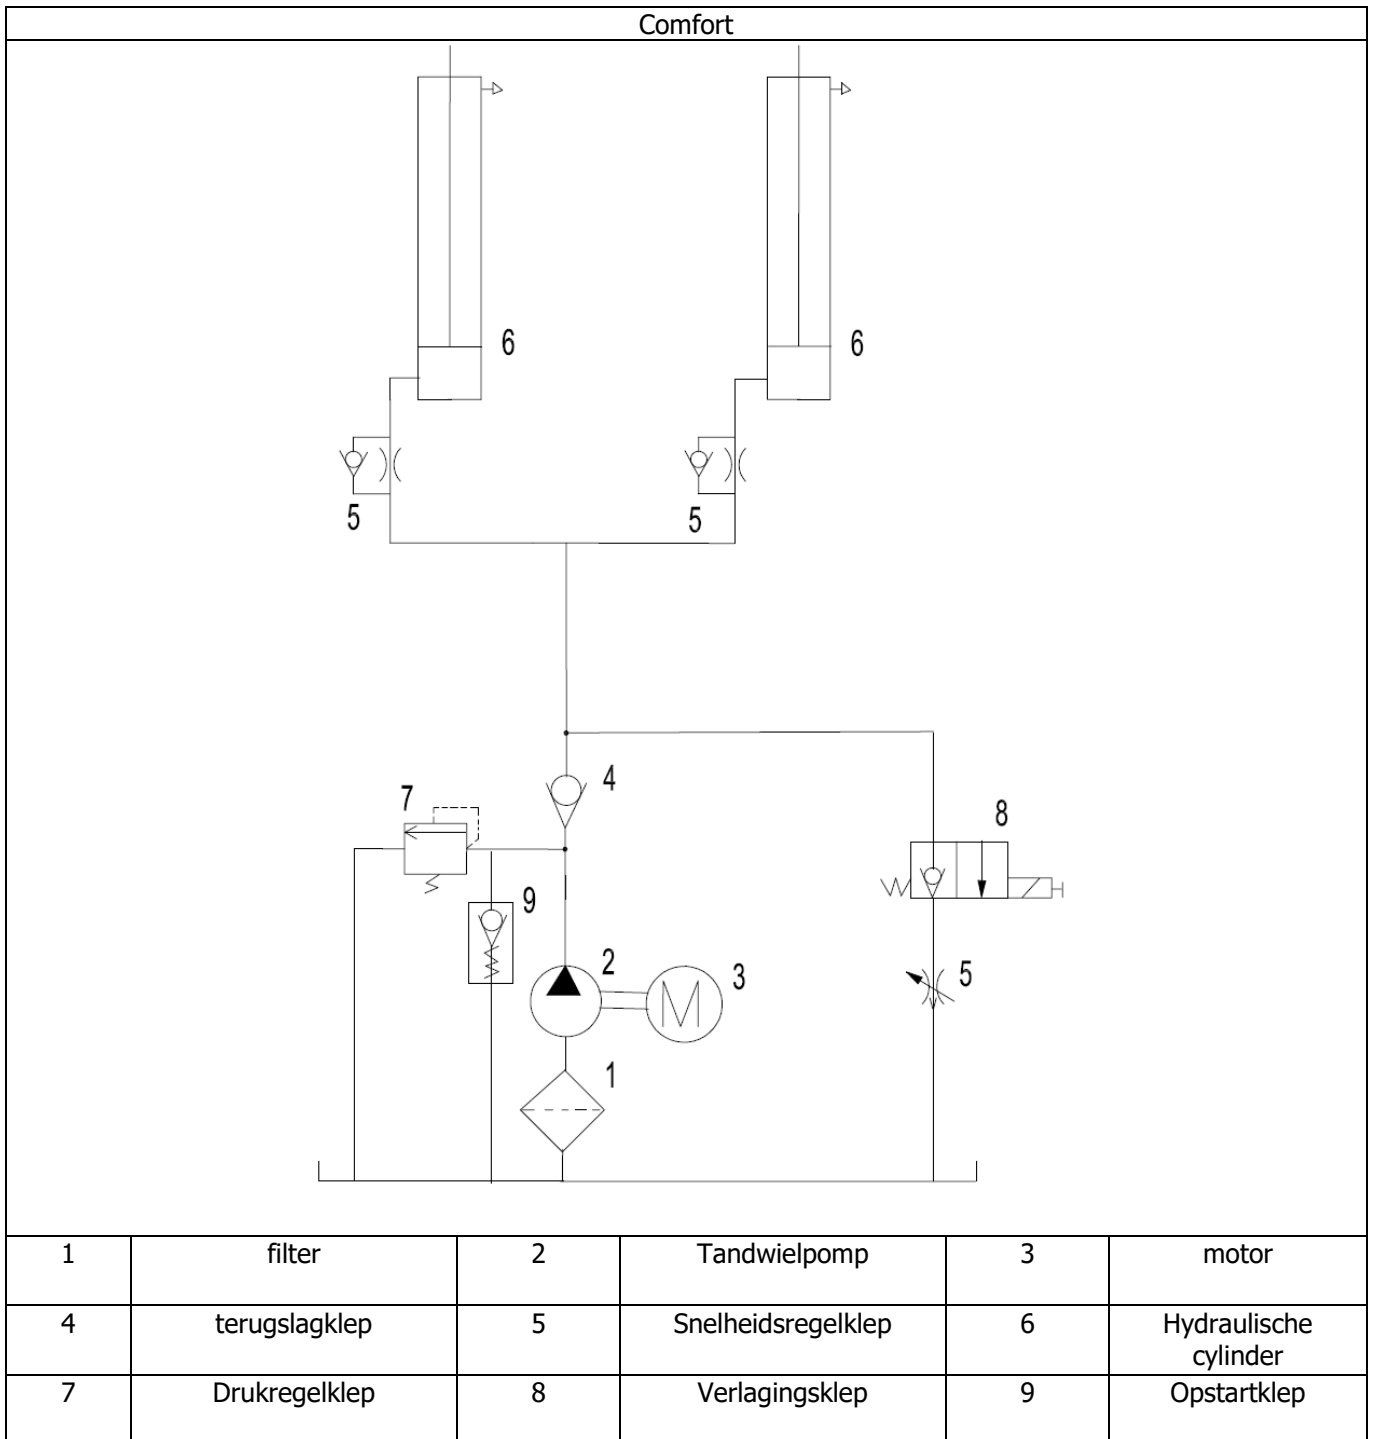 Comfort
6
6
5
5
4
7
8
9
2
3
5
1
M
1 filter 2 Tandwielpomp 3 motor
4 terugslagklep 5 Snelheidsregelklep 6 Hydraulische
cylinder
7 Drukregelklep 8 Verlagingsklep 9 Opstartklep